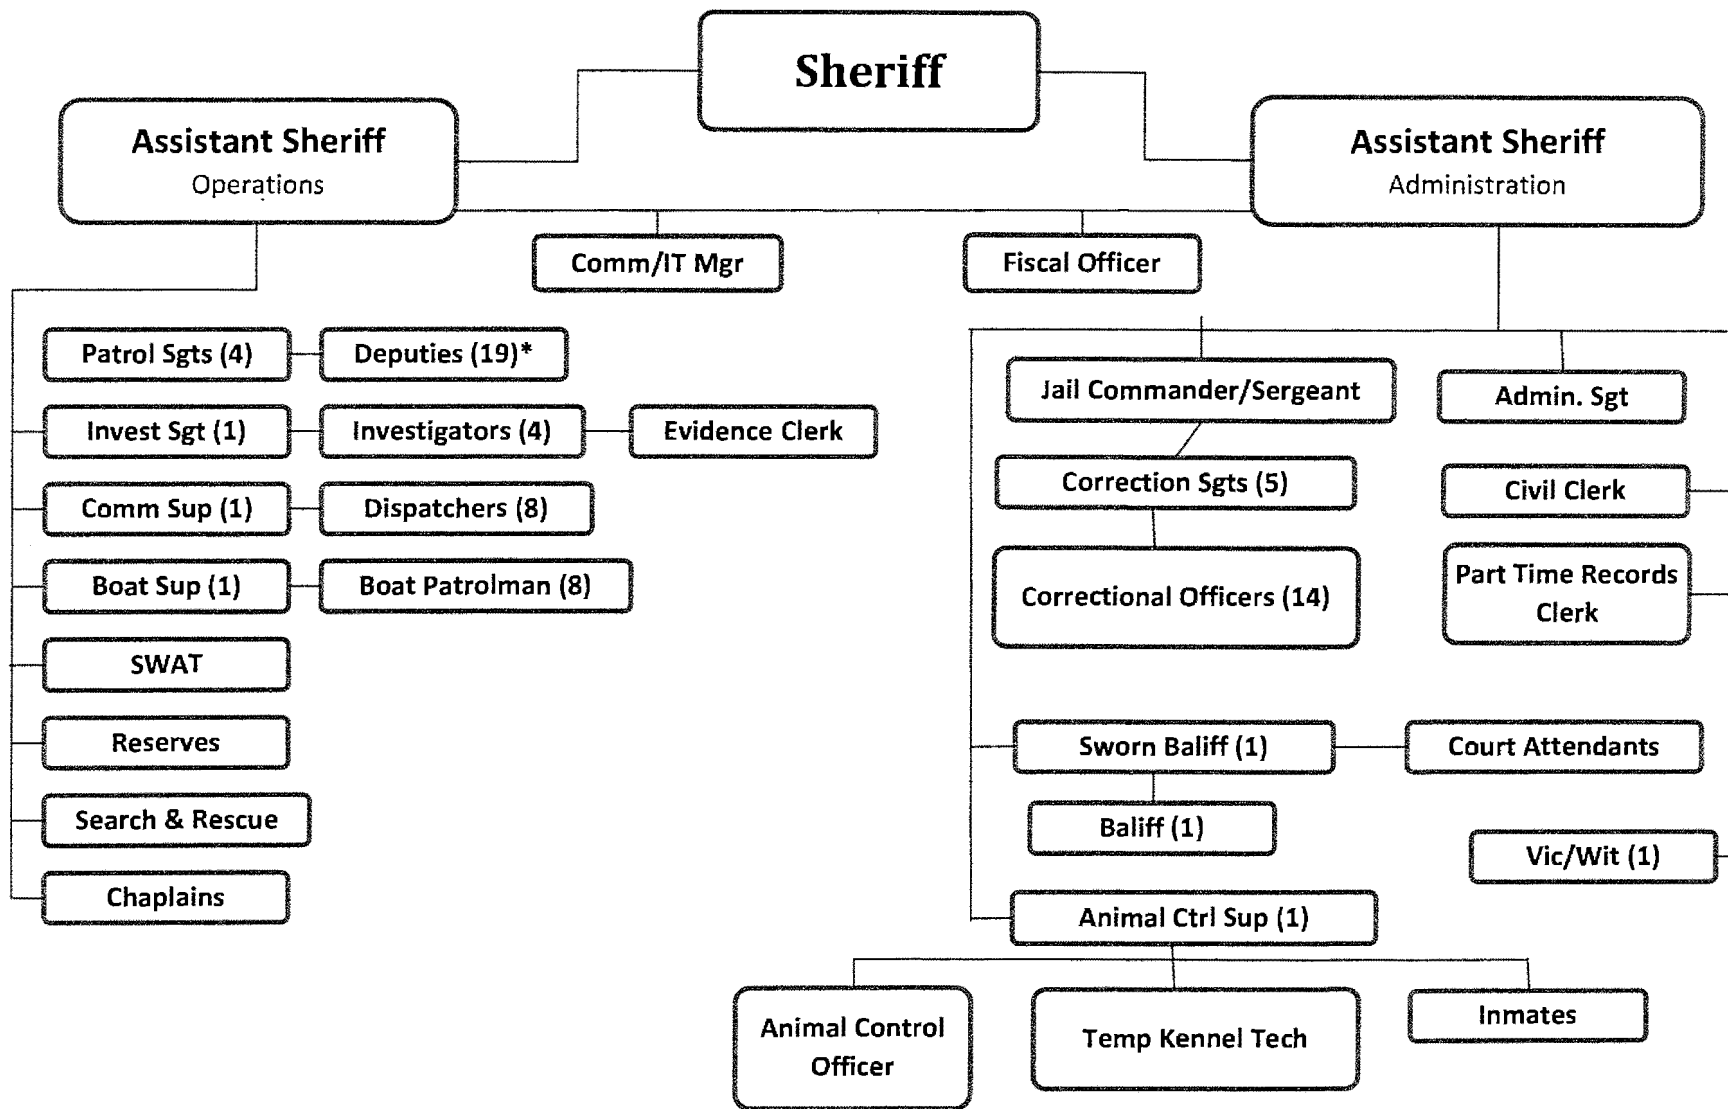 Sheriff
Assistant Sheriff
Operations
Assistant Sheriff
Administration
Comm/IT Mgr
Fiscal Officer
Patrol Sgts (4)
Deputies (19)*
Invest Sgt (1)
Investigators (4)
Evidence Clerk
Comm Sup (1)
Dispatchers (8)
Boat Sup (1)
Boat Patrolman (8)
SWAT
Reserves
Search & Rescue
Chaplains
Jail Commander/Sergeant
Admin. Sgt
Correction Sgts (5)
Civil Clerk
Correctional Officers (14)
Part Time Records
Clerk
Sworn Baliff (1)
Court Attendants
Baliff (1)
Vic/Wit (1)
Animal Ctrl Sup (1)
Animal Control
Officer
Temp Kennel Tech
Inmates